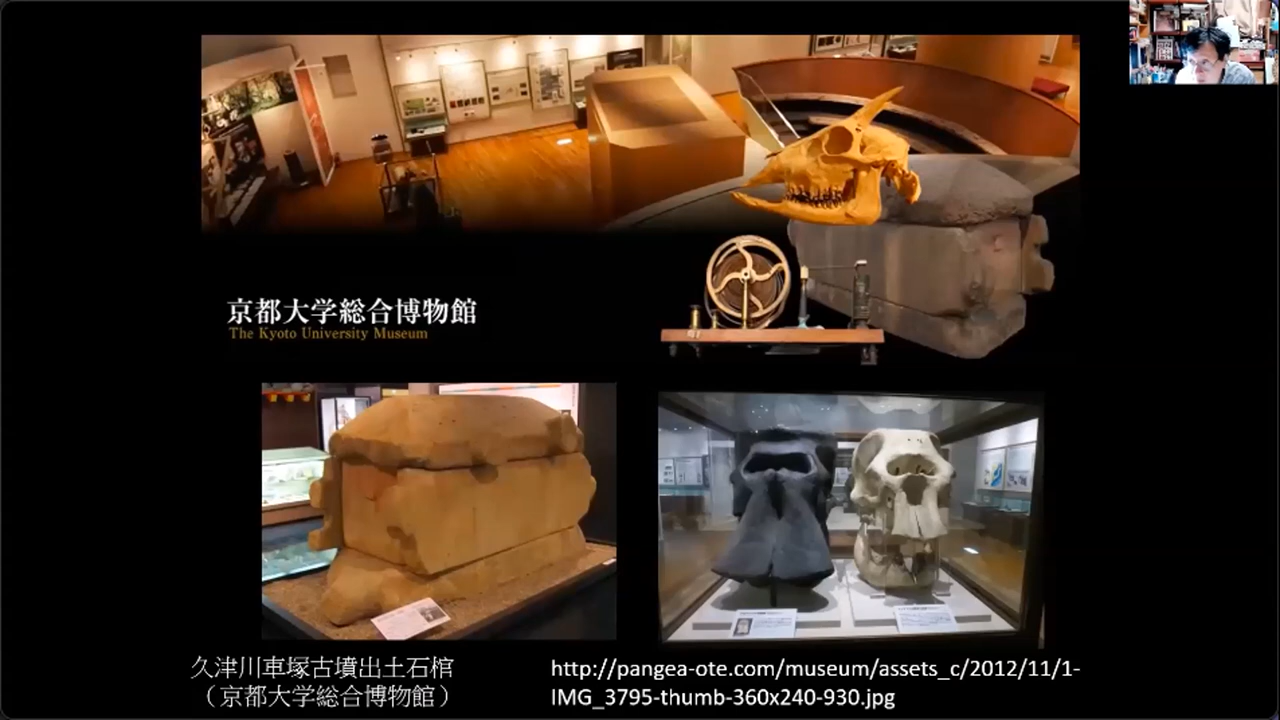 京都大学総合博物館
The Kyoto University Museum
久津川車塚古墳出土石棺
（京都大学総合博物館）
http://pangea-ote.com/museum/assets_c/2012/11/1-
IMG_3795-thumb-360x240-930.jpg